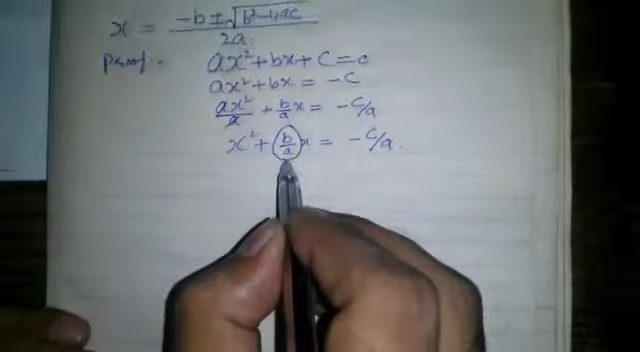 x = -b ± √b²-4ac / 2a
Proof:- ax² + bx + c = 0
ax² + bx = -c
ax²/a + b/a x = -c/a
x² + b/a x = -c/a.